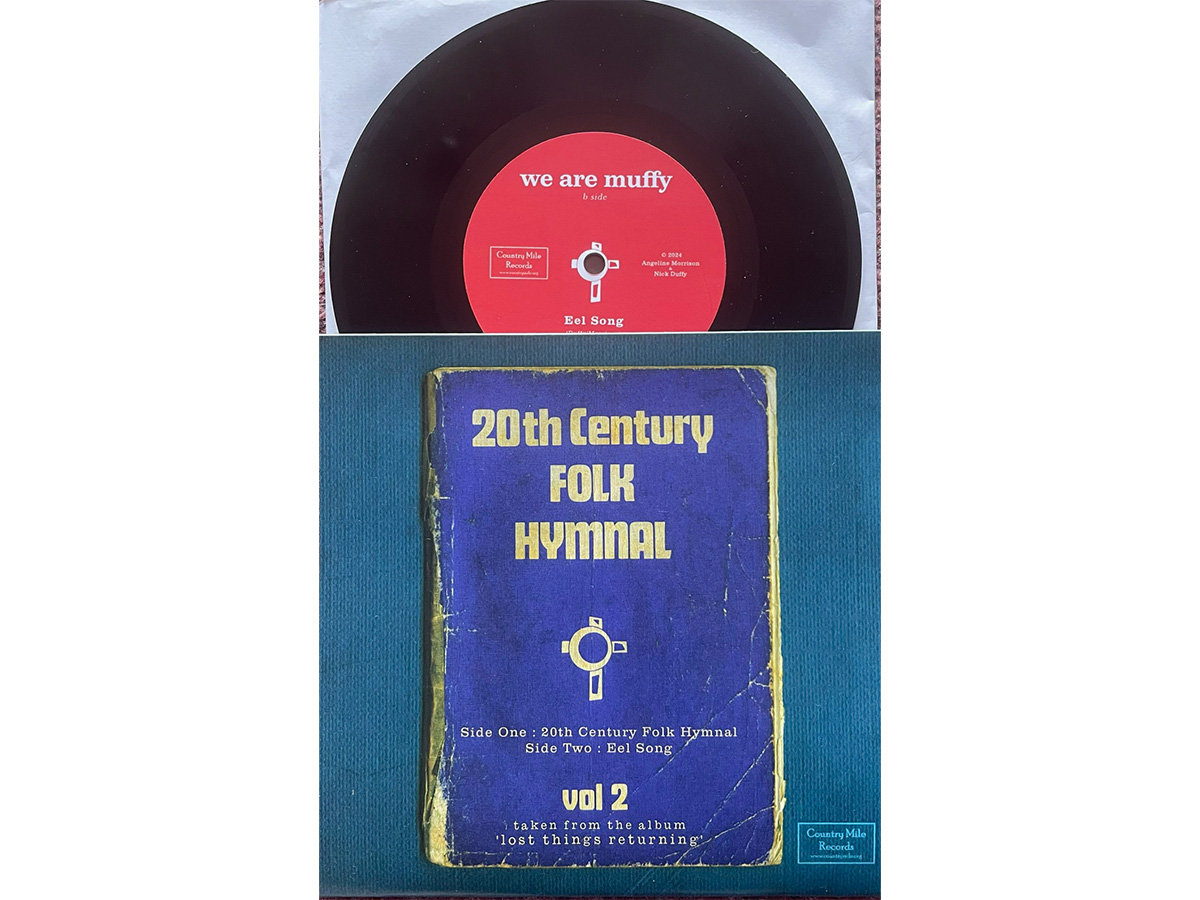 we are muffy
b side
Country Mile
Records
© 2024
Angeline Morrison
&
Nick Duffy
Eel Song
20th Century
FOLK
HYMNAL
Side One : 20th Century Folk Hymnal
Side Two : Eel Song
vol 2
taken from the album
'lost things returning'
Country Mile
Records